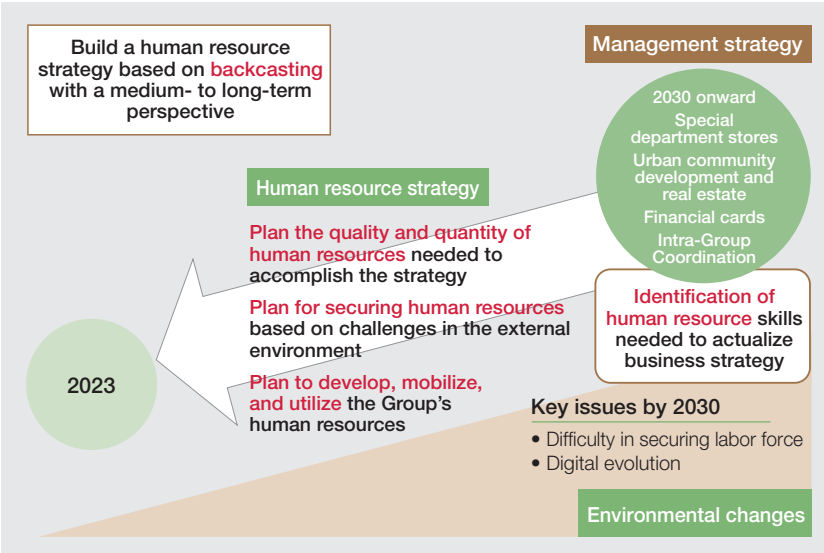 Build a human resource
strategy based on backcasting
with a medium- to long-term
perspective
Management strategy
2030 onward
Special
department stores
Urban community
development and
real estate
Financial cards
Intra-Group
Coordination
Human resource strategy
Plan the quality and quantity of
human resources needed to
accomplish the strategy
Plan for securing human resources
based on challenges in the external
environment
Plan to develop, mobilize,
and utilize the Group's
human resources
2023
Identification of
human resource skills
needed to actualize
business strategy
Key issues by 2030
• Difficulty in securing labor force
• Digital evolution
Environmental changes